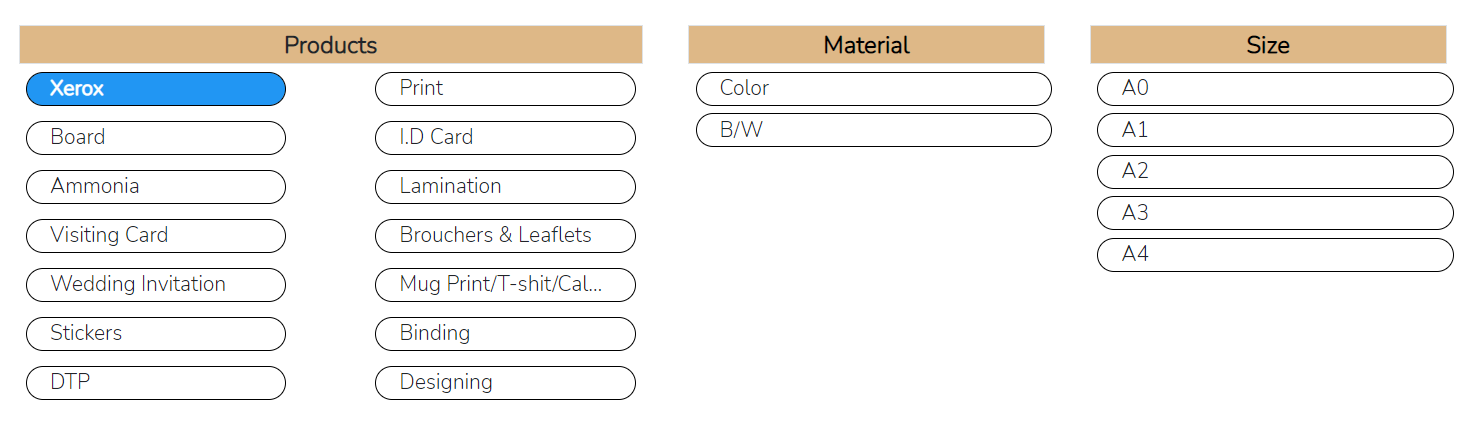 Products
Xerox
Print
Board
I.D Card
Ammonia
Lamination
Visiting Card
Brouchers & Leaflets
Wedding Invitation
Mug Print/T-shit/Cal...
Stickers
Binding
DTP
Designing
Material
Color
B/W
Size
A0
A1
A2
A3
A4